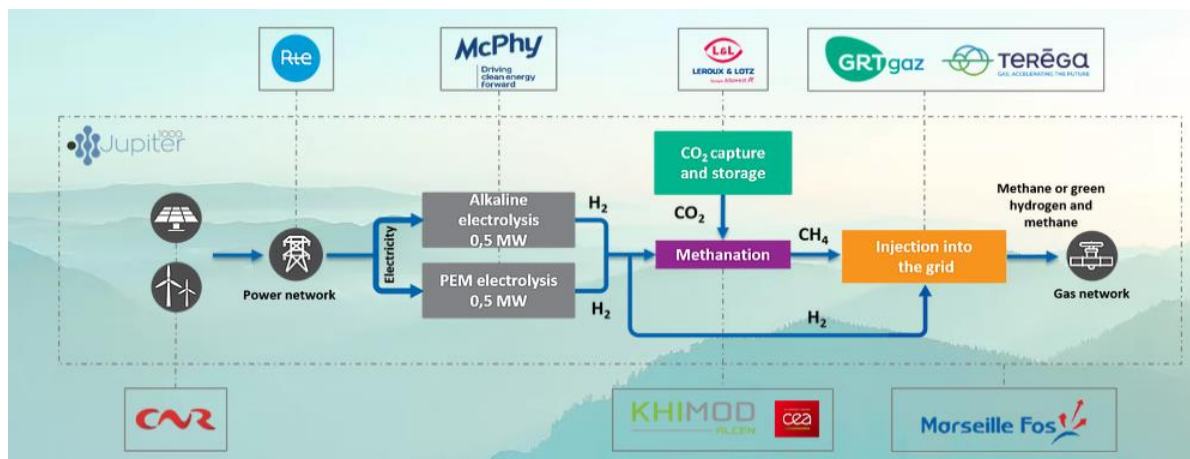 Rte
McPhy
Driving
clean energy
forward
L&L
LEROUX & LOTZ
GRTgaz
TERĒGA
GAS, ACCELERATING THE FUTURE
Jupiter 1000
CO₂ capture
and storage
Methane or green
hydrogen and
methane
Alkaline
electrolysis
0,5 MW
H₂
CO₂
Electricity
Methanation
CH₄
Injection into
the grid
Power network
PEM electrolysis
0,5 MW
H₂
H₂
Gas network
CNR
KHIMOD
ALCEN
cea
Marseille Fos